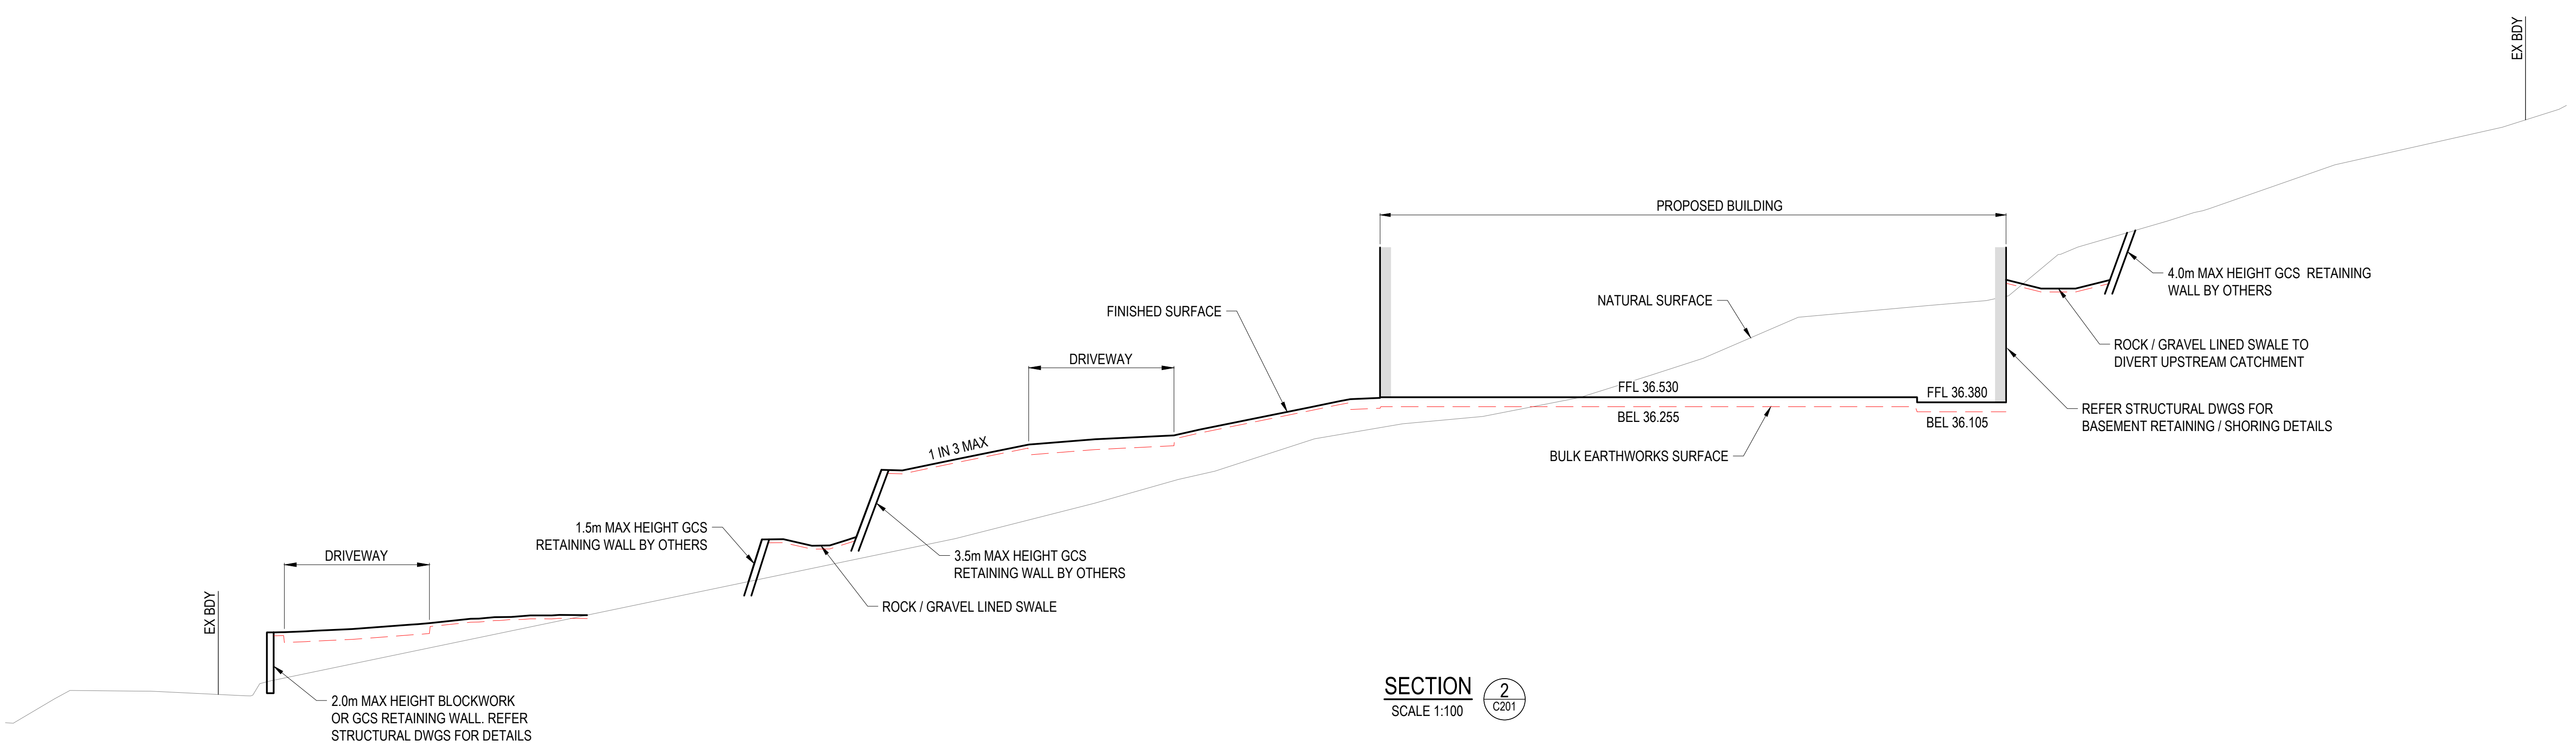 EX BDY
PROPOSED BUILDING
4.0m MAX HEIGHT GCS  RETAINING
WALL BY OTHERS
NATURAL SURFACE
FINISHED SURFACE
ROCK / GRAVEL LINED SWALE TO
DIVERT UPSTREAM CATCHMENT
DRIVEWAY
FFL 36.530
FFL 36.380
BEL 36.255
BEL 36.105
REFER STRUCTURAL DWGS FOR
BASEMENT RETAINING / SHORING DETAILS
1 IN 3 MAX
BULK EARTHWORKS SURFACE
1.5m MAX HEIGHT GCS
RETAINING WALL BY OTHERS
DRIVEWAY
3.5m MAX HEIGHT GCS
RETAINING WALL BY OTHERS
ROCK / GRAVEL LINED SWALE
EX BDY
2.0m MAX HEIGHT BLOCKWORK
OR GCS RETAINING WALL. REFER
STRUCTURAL DWGS FOR DETAILS
SECTION
SCALE 1:100
2
C201